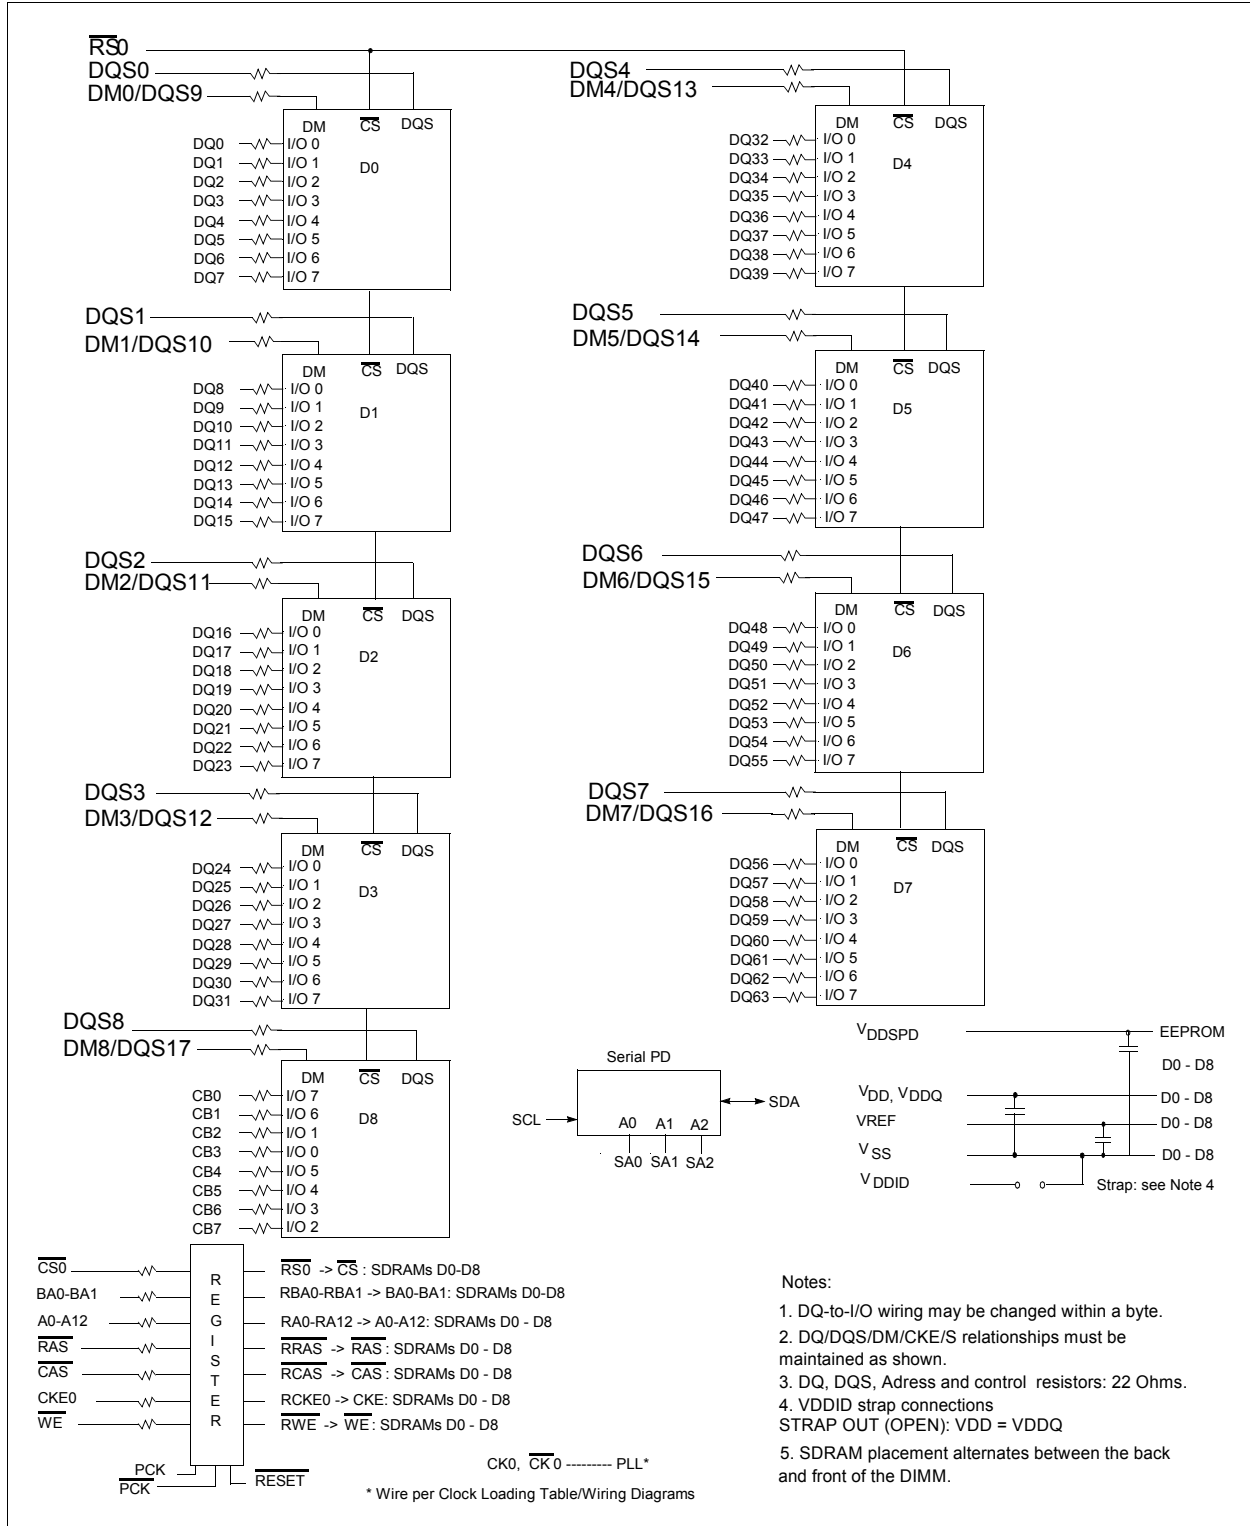 RS0
DQS0
DM0/DQS9
DM CS DQS
D0
DQ0 I/O 0
DQ1 I/O 1
DQ2 I/O 2
DQ3 I/O 3
DQ4 I/O 4
DQ5 I/O 5
DQ6 I/O 6
DQ7 I/O 7
DQS1
DM1/DQS10
DM CS DQS
D1
DQ8 I/O 0
DQ9 I/O 1
DQ10 I/O 2
DQ11 I/O 3
DQ12 I/O 4
DQ13 I/O 5
DQ14 I/O 6
DQ15 I/O 7
DQS2
DM2/DQS11
DM CS DQS
D2
DQ16 I/O 0
DQ17 I/O 1
DQ18 I/O 2
DQ19 I/O 3
DQ20 I/O 4
DQ21 I/O 5
DQ22 I/O 6
DQ23 I/O 7
DQS3
DM3/DQS12
DM CS DQS
D3
DQ24 I/O 0
DQ25 I/O 1
DQ26 I/O 2
DQ27 I/O 3
DQ28 I/O 4
DQ29 I/O 5
DQ30 I/O 6
DQ31 I/O 7
DQS8
DM8/DQS17
DM CS DQS
D8
CB0 I/O 7
CB1 I/O 6
CB2 I/O 1
CB3 I/O 0
CB4 I/O 5
CB5 I/O 4
CB6 I/O 3
CB7 I/O 2
DQS4
DM4/DQS13
DM CS DQS
D4
DQ32 I/O 0
DQ33 I/O 1
DQ34 I/O 2
DQ35 I/O 3
DQ36 I/O 4
DQ37 I/O 5
DQ38 I/O 6
DQ39 I/O 7
DQS5
DM5/DQS14
DM CS DQS
D5
DQ40 I/O 0
DQ41 I/O 1
DQ42 I/O 2
DQ43 I/O 3
DQ44 I/O 4
DQ45 I/O 5
DQ46 I/O 6
DQ47 I/O 7
DQS6
DM6/DQS15
DM CS DQS
D6
DQ48 I/O 0
DQ49 I/O 1
DQ50 I/O 2
DQ51 I/O 3
DQ52 I/O 4
DQ53 I/O 5
DQ54 I/O 6
DQ55 I/O 7
DQS7
DM7/DQS16
DM CS DQS
D7
DQ56 I/O 0
DQ57 I/O 1
DQ58 I/O 2
DQ59 I/O 3
DQ60 I/O 4
DQ61 I/O 5
DQ62 I/O 6
DQ63 I/O 7
Serial PD
SCL
A0 A1 A2
SDA
SA0 SA1 SA2
VDDSPD EEPROM
D0 - D8
VDD, VDDQ D0 - D8
VREF D0 - D8
VSS D0 - D8
VDDID Strap: see Note 4
REGISTER
CS0 RS0 -> CS : SDRAMs D0-D8
BA0-BA1 RBA0-RBA1 -> BA0-BA1: SDRAMs D0-D8
A0-A12 RA0-RA12 -> A0-A12: SDRAMs D0 - D8
RAS RRAS -> RAS : SDRAMs D0 - D8
CAS RCAS -> CAS : SDRAMs D0 - D8
CKE0 RCKE0 -> CKE: SDRAMs D0 - D8
WE RWE -> WE : SDRAMs D0 - D8
PCK
PCK
RESET
CK0, CK 0 --------- PLL*
* Wire per Clock Loading Table/Wiring Diagrams
Notes:
1. DQ-to-I/O wiring may be changed within a byte.
2. DQ/DQS/DM/CKE/S relationships must be
maintained as shown.
3. DQ, DQS, Adress and control resistors: 22 Ohms.
4. VDDID strap connections
STRAP OUT (OPEN): VDD = VDDQ
5. SDRAM placement alternates between the back
and front of the DIMM.